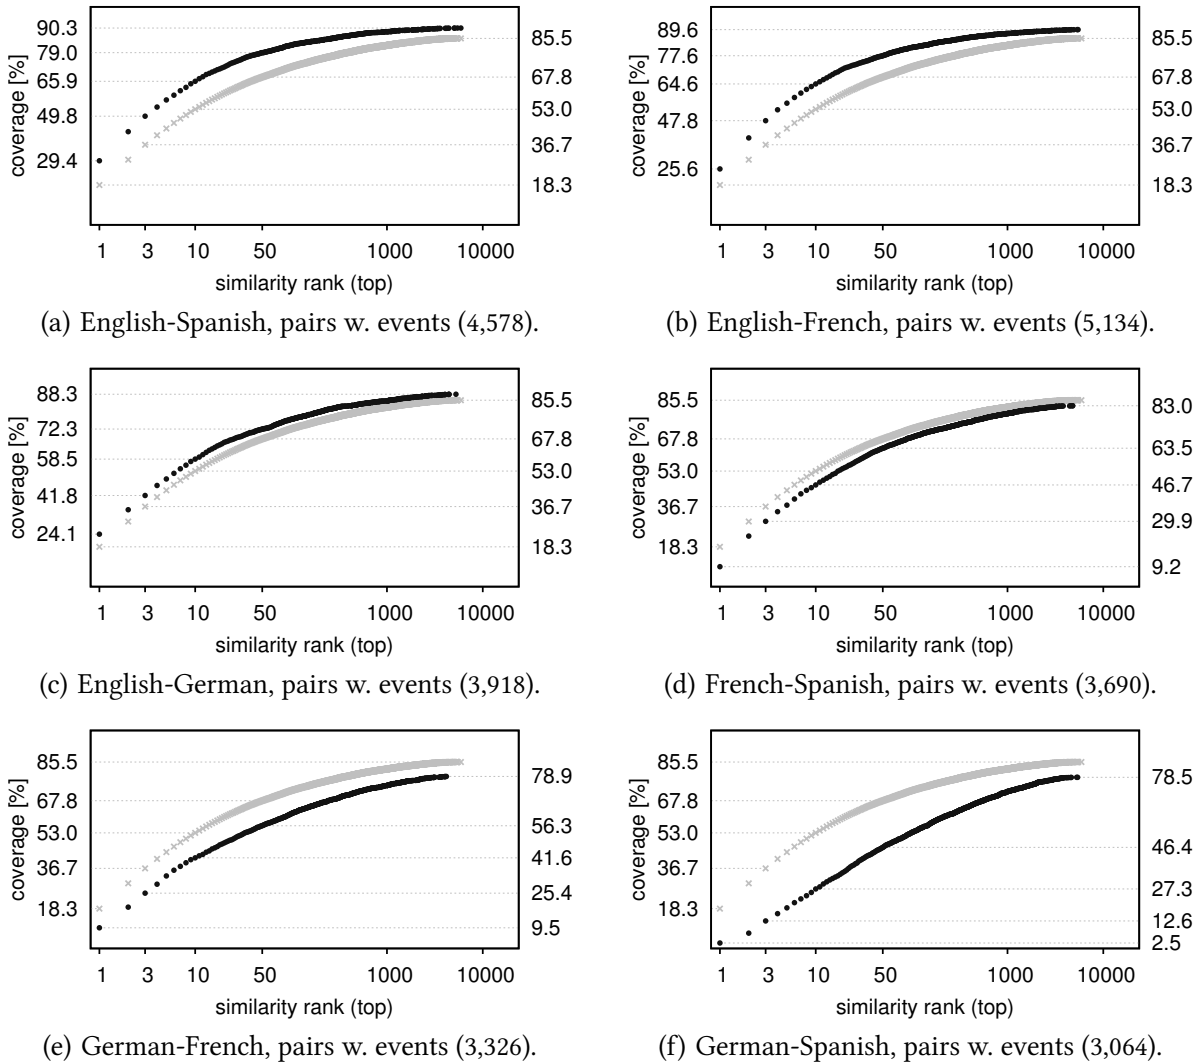 90.3
79.0
65.9
49.8
29.4
coverage [%]
85.5
67.8
53.0
36.7
18.3
1 3 10 50 1000 10000
similarity rank (top)
(a) English-Spanish, pairs w. events (4,578).
89.6
77.6
64.6
47.8
25.6
coverage [%]
85.5
67.8
53.0
36.7
18.3
1 3 10 50 1000 10000
similarity rank (top)
(b) English-French, pairs w. events (5,134).
88.3
72.3
58.5
41.8
24.1
coverage [%]
85.5
67.8
53.0
36.7
18.3
1 3 10 50 1000 10000
similarity rank (top)
(c) English-German, pairs w. events (3,918).
85.5
67.8
53.0
36.7
18.3
coverage [%]
83.0
63.5
46.7
29.9
9.2
1 3 10 50 1000 10000
similarity rank (top)
(d) French-Spanish, pairs w. events (3,690).
85.5
67.8
53.0
36.7
18.3
coverage [%]
78.9
56.3
41.6
25.4
9.5
1 3 10 50 1000 10000
similarity rank (top)
(e) German-French, pairs w. events (3,326).
85.5
67.8
53.0
36.7
18.3
coverage [%]
78.5
46.4
27.3
12.6
2.5
1 3 10 50 1000 10000
similarity rank (top)
(f) German-Spanish, pairs w. events (3,064).